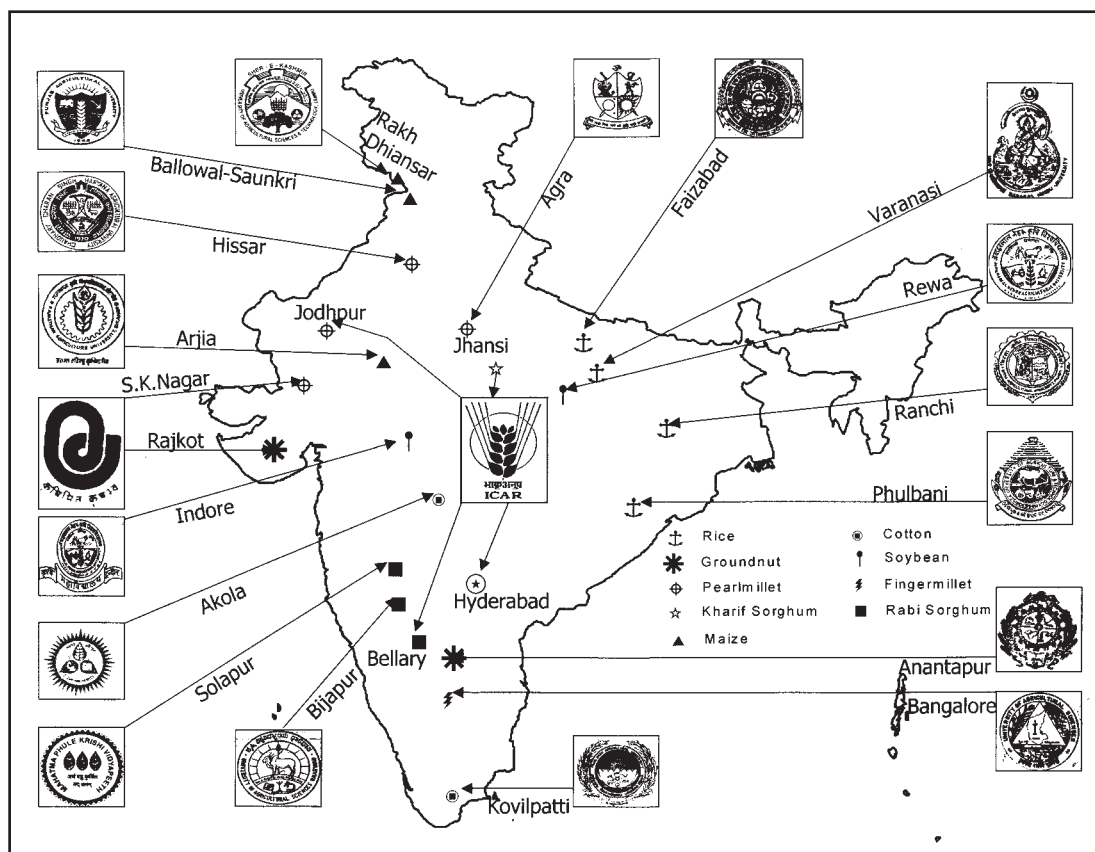 Rakh
Dhiansar
Ballowal-Saunkri
Hissar
Agra
Faizabad
Varanasi
Rewa
Jodhpur
Jhansi
Arjia
S.K.Nagar
Ranchi
Rajkot
भाकृअनुप
ICAR
Indore
Phulbani
Akola
Hyderabad
Rice
Groundnut
Pearlmillet
Kharif Sorghum
Maize
Cotton
Soybean
Fingermillet
Rabi Sorghum
Solapur
Bellary
Bijapur
Anantapur
Bangalore
MAHATMA PHULE KRISHI VIDYAPEETH
Kovilpatti